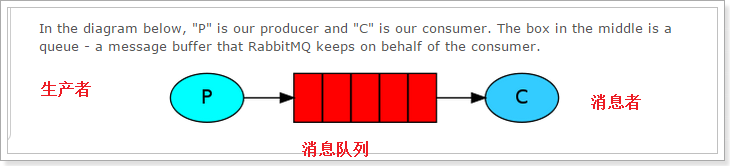 In the diagram below, "P" is our producer and "C" is our consumer. The box in the middle is a
queue - a message buffer that RabbitMQ keeps on behalf of the consumer.
生产者
P
C
消息者
消息队列